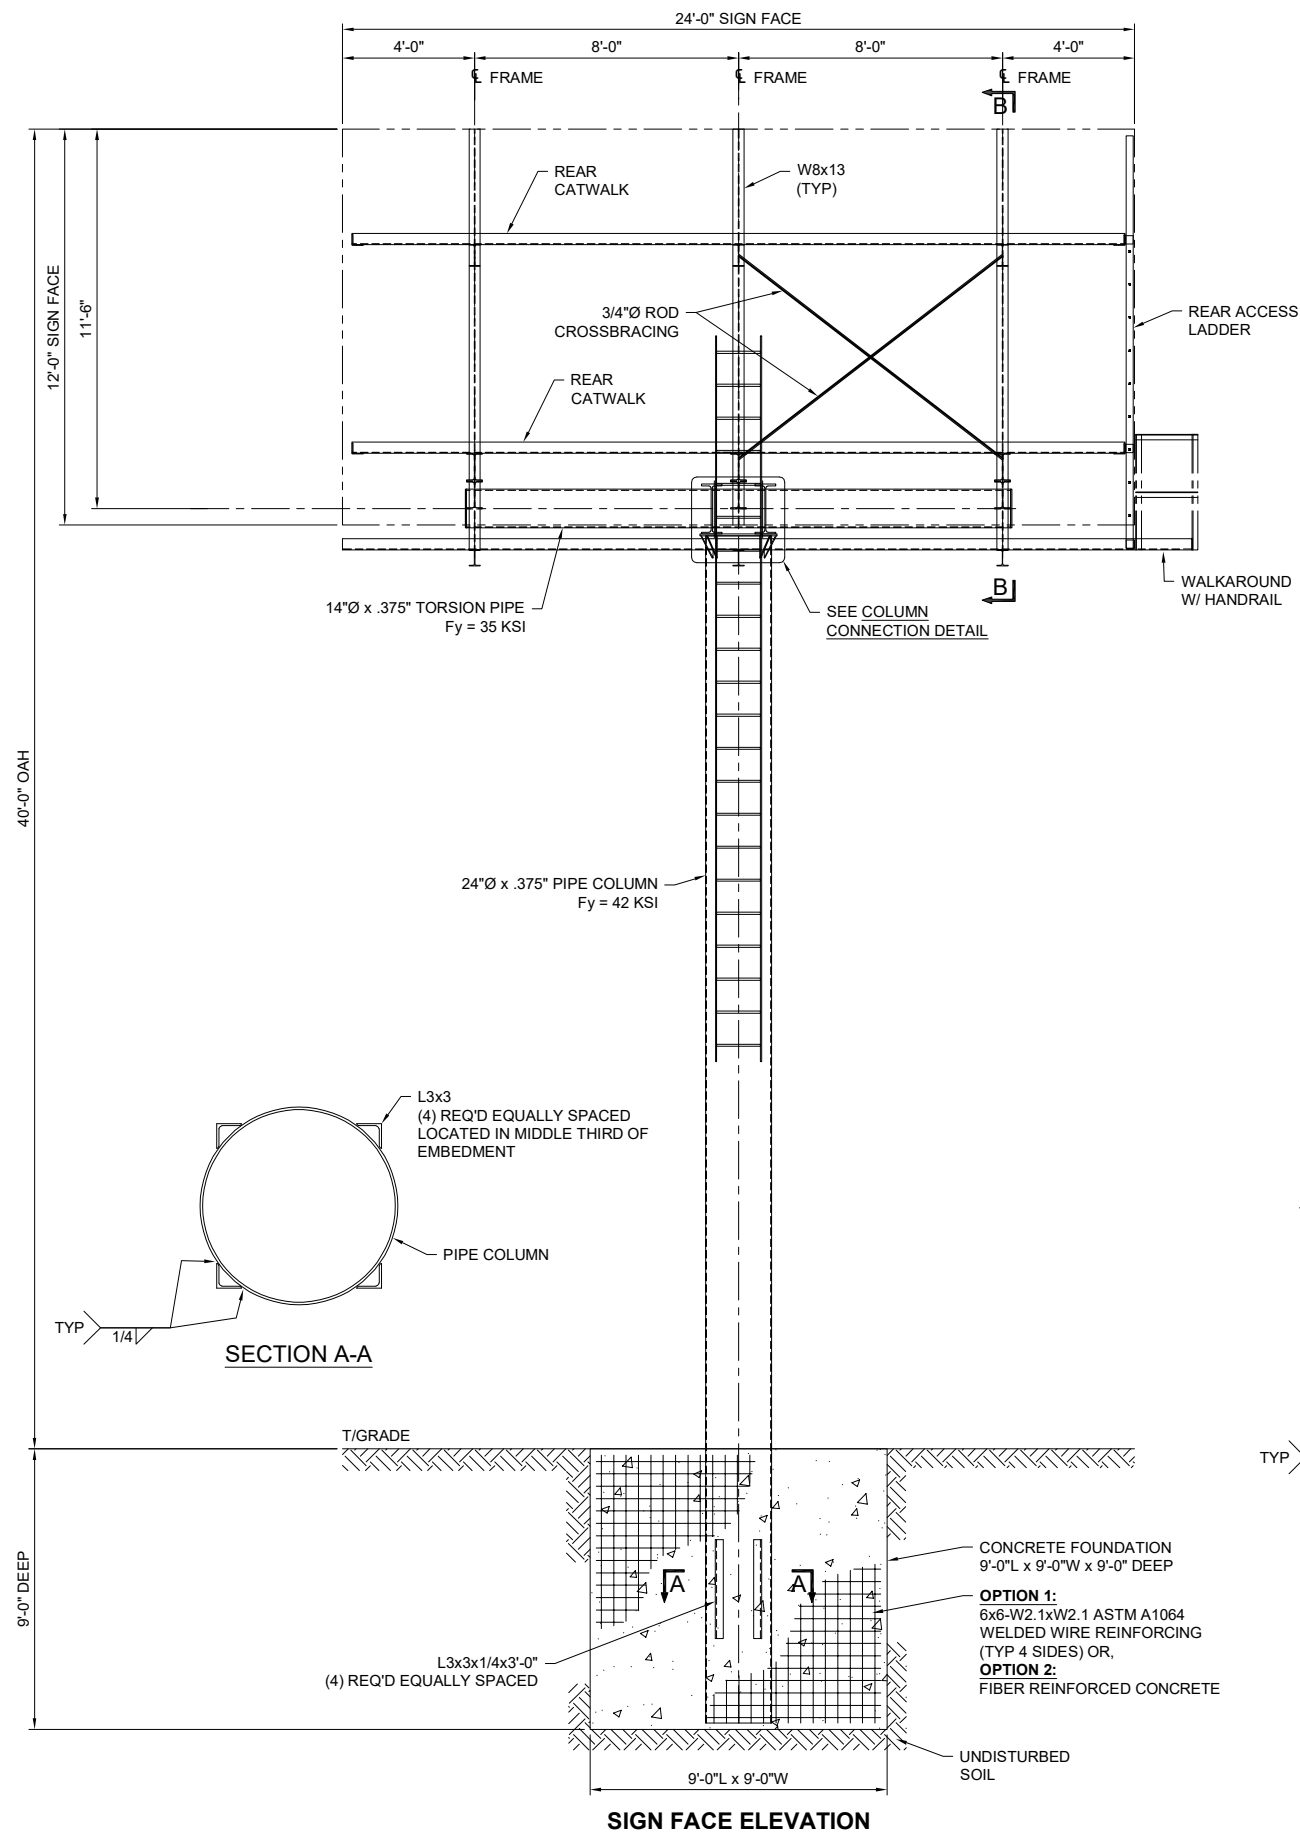 24'-0" SIGN FACE
4'-0" 8'-0" 8'-0" 4'-0"
℄ FRAME ℄ FRAME ℄ FRAME
B
REAR
CATWALK
W8x13
(TYP)
12'-0" SIGN FACE
11'-6"
3/4"Ø ROD
CROSSBRACING
REAR ACCESS
LADDER
REAR
CATWALK
14"Ø x .375" TORSION PIPE
Fy = 35 KSI
SEE COLUMN
CONNECTION DETAIL
B
WALKAROUND
W/ HANDRAIL
40'-0" OAH
24"Ø x .375" PIPE COLUMN
Fy = 42 KSI
L3x3
(4) REQ'D EQUALLY SPACED
LOCATED IN MIDDLE THIRD OF
EMBEDMENT
PIPE COLUMN
TYP
1/4
SECTION A-A
T/GRADE
TYP
9'-0" DEEP
A A
L3x3x1/4x3'-0"
(4) REQ'D EQUALLY SPACED
CONCRETE FOUNDATION
9'-0"L x 9'-0"W x 9'-0" DEEP
OPTION 1:
6x6-W2.1xW2.1 ASTM A1064
WELDED WIRE REINFORCING
(TYP 4 SIDES) OR,
OPTION 2:
FIBER REINFORCED CONCRETE
UNDISTURBED
SOIL
9'-0"L x 9'-0"W
SIGN FACE ELEVATION